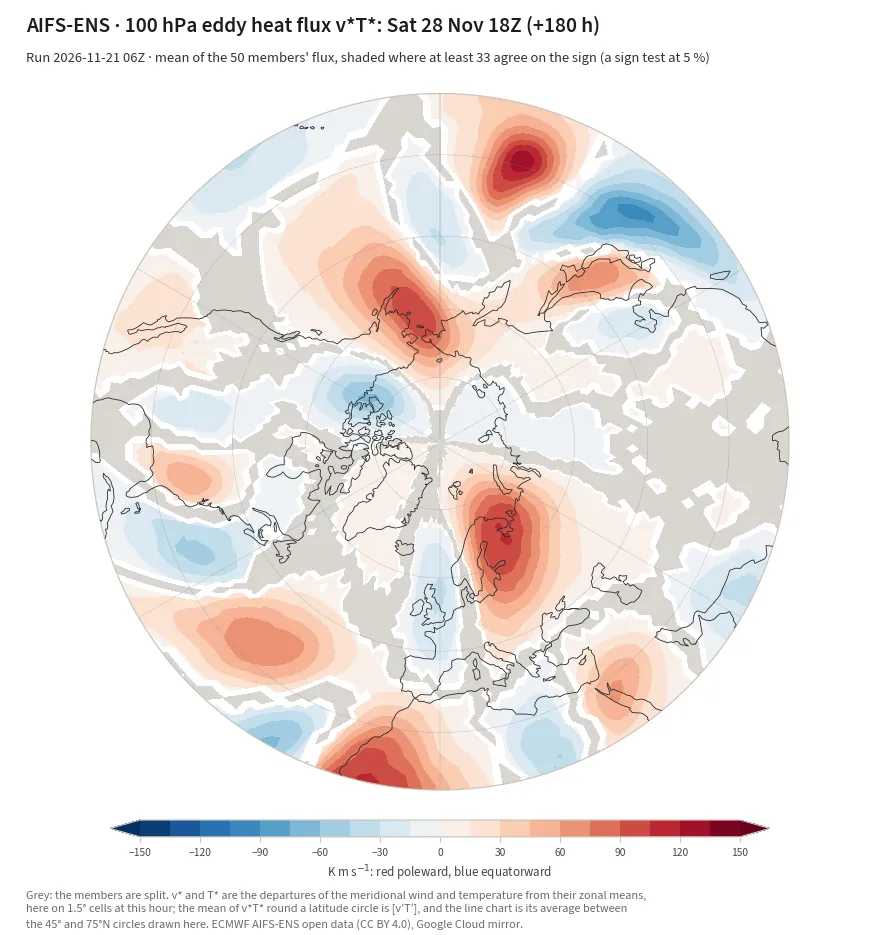 AIFS-ENS · 100 hPa eddy heat flux v*T*: Sat 28 Nov 18Z (+180 h)
Run 2026-11-21 06Z · mean of the 50 members' flux, shaded where at least 33 agree on the sign (a sign test at 5 %)
−150 −120 −90 −60 −30 0 30 60 90 120 150
K m s⁻¹: red poleward, blue equatorward
Grey: the members are split. v* and T* are the departures of the meridional wind and temperature from their zonal means,
here on 1.5° cells at this hour; the mean of v*T* round a latitude circle is [v′T′], and the line chart is its average between
the 45° and 75°N circles drawn here. ECMWF AIFS-ENS open data (CC BY 4.0), Google Cloud mirror.